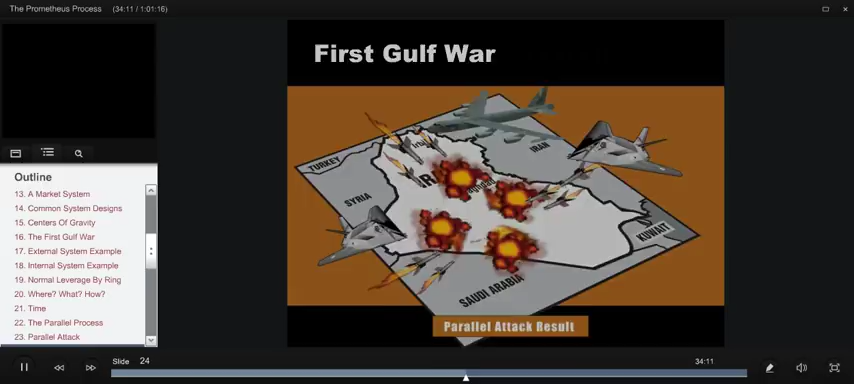 The Prometheus Process (34:11 / 1:01:16)
First Gulf War
TURKEY
Irbil
IRAN
SYRIA
Baghdad
KUWAIT
SAUDI ARABIA
Parallel Attack Result
Outline
13. A Market System
14. Common System Designs
15. Centers Of Gravity
16. The First Gulf War
17. External System Example
18. Internal System Example
19. Normal Leverage By Ring
20. Where? What? How?
21. Time
22. The Parallel Process
23. Parallel Attack
Slide 24
34:11